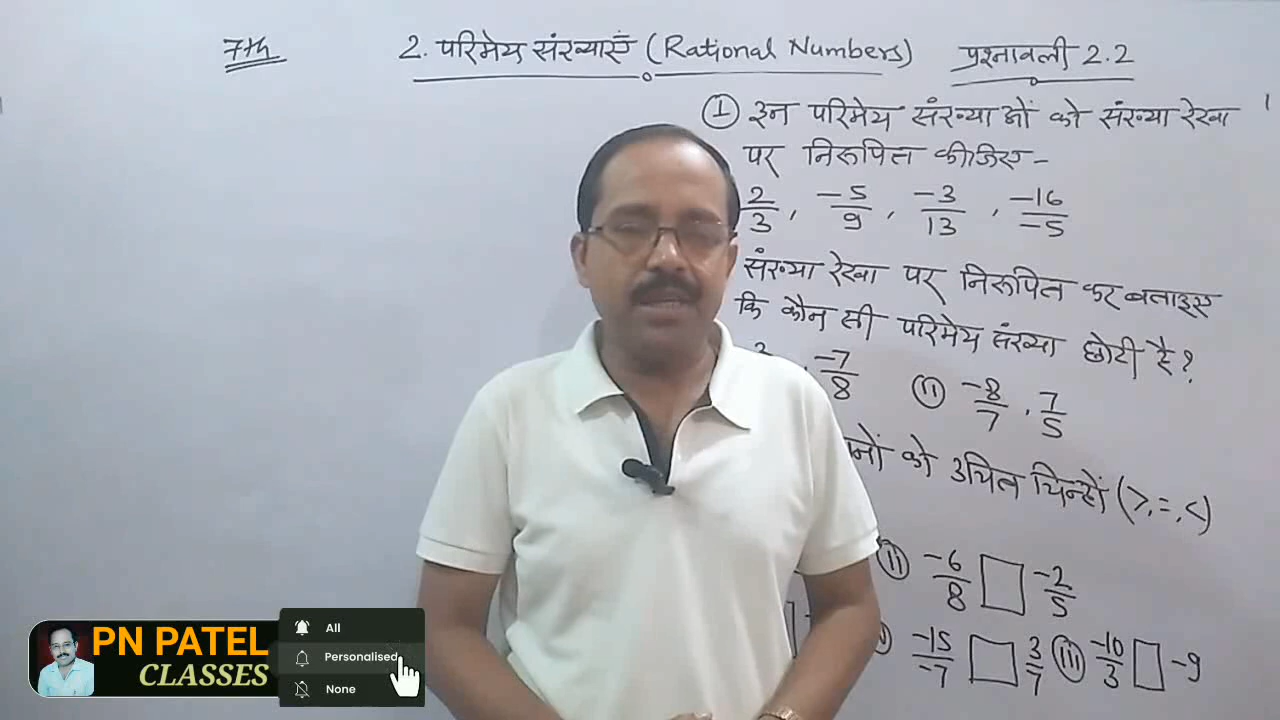 7th 2. परिमेय संख्याएँ (Rational Numbers) प्रश्नावली 2.2
① इन परिमेय संख्याओं को संख्या रेखा
पर निरूपित कीजिए-
2/3, -5/9, -3/13, -16/-5
संख्या रेखा पर निरूपित कर बताइए
कि कौन सी परिमेय संख्या छोटी है?
, -7/8 (ii) -8/7, 7/5
को उचित चिन्हों (>, =, <)
(ii) -6/8 □ -2/5
-15/-7 □ 3/7 (iii) -10/3 □ -9
PN PATEL
CLASSES
All
Personalised
None